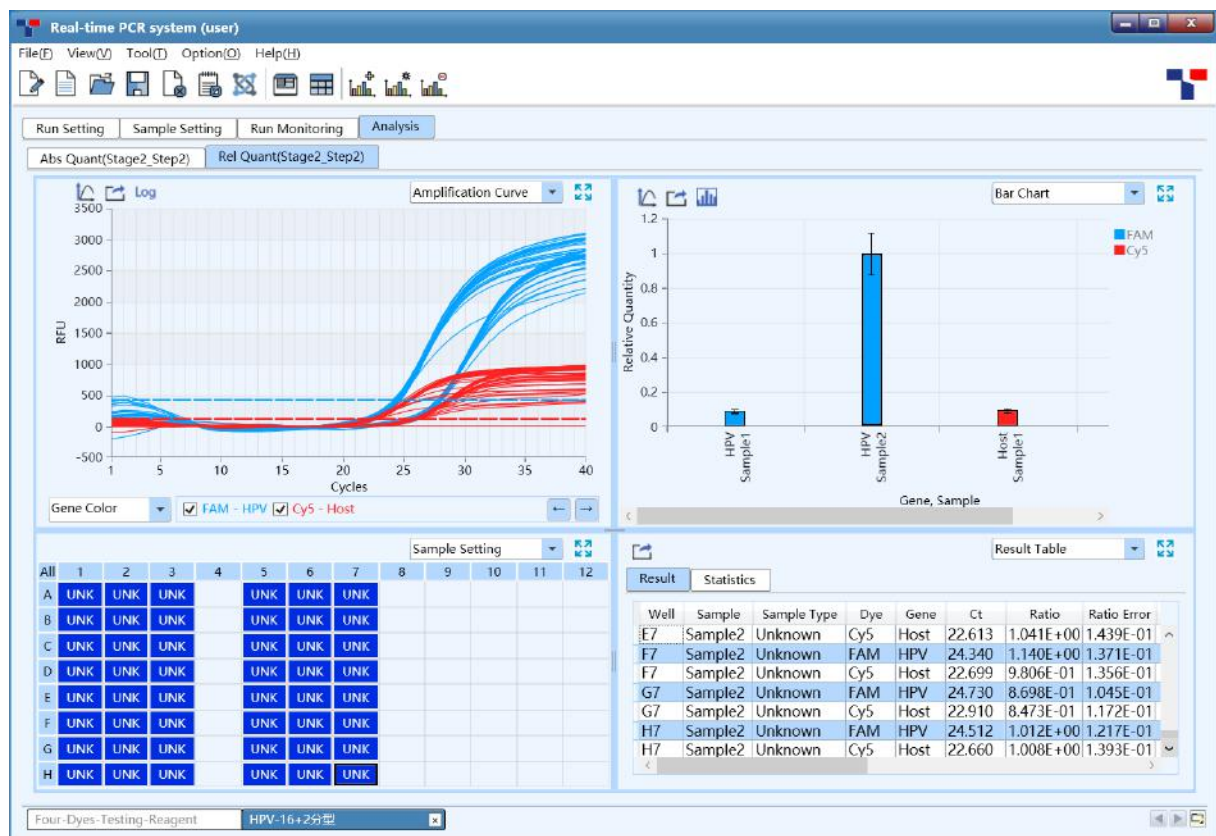 Real-time PCR system (user)
File(F) View(V) Tool(T) Option(O) Help(H)
Run Setting Sample Setting Run Monitoring Analysis
Abs Quant(Stage2_Step2) Rel Quant(Stage2_Step2)
Log Amplification Curve
3500
3000
2500
2000
1500
1000
500
0
-500
RFU
1 5 10 15 20 25 30 35 40
Cycles
Gene Color FAM - HPV Cy5 - Host
Bar Chart
1.2
1
0.8
0.6
0.4
0.2
0
Relative Quantity
FAM
Cy5
HPV
Sample1
HPV
Sample2
Host
Sample1
Gene, Sample
Sample Setting
All 1 2 3 4 5 6 7 8 9 10 11 12
A UNK UNK UNK UNK UNK UNK
B UNK UNK UNK UNK UNK UNK
C UNK UNK UNK UNK UNK UNK
D UNK UNK UNK UNK UNK UNK
E UNK UNK UNK UNK UNK UNK
F UNK UNK UNK UNK UNK UNK
G UNK UNK UNK UNK UNK UNK
H UNK UNK UNK UNK UNK UNK
Result Table
Result Statistics
Well Sample Sample Type Dye Gene Ct Ratio Ratio Error
E7 Sample2 Unknown Cy5 Host 22.613 1.041E+00 1.439E-01
F7 Sample2 Unknown FAM HPV 24.340 1.140E+00 1.371E-01
F7 Sample2 Unknown Cy5 Host 22.699 9.806E-01 1.356E-01
G7 Sample2 Unknown FAM HPV 24.730 8.698E-01 1.045E-01
G7 Sample2 Unknown Cy5 Host 22.910 8.473E-01 1.172E-01
H7 Sample2 Unknown FAM HPV 24.512 1.012E+00 1.217E-01
H7 Sample2 Unknown Cy5 Host 22.660 1.008E+00 1.393E-01
Four-Dyes-Testing-Reagent HPV-16+2分型